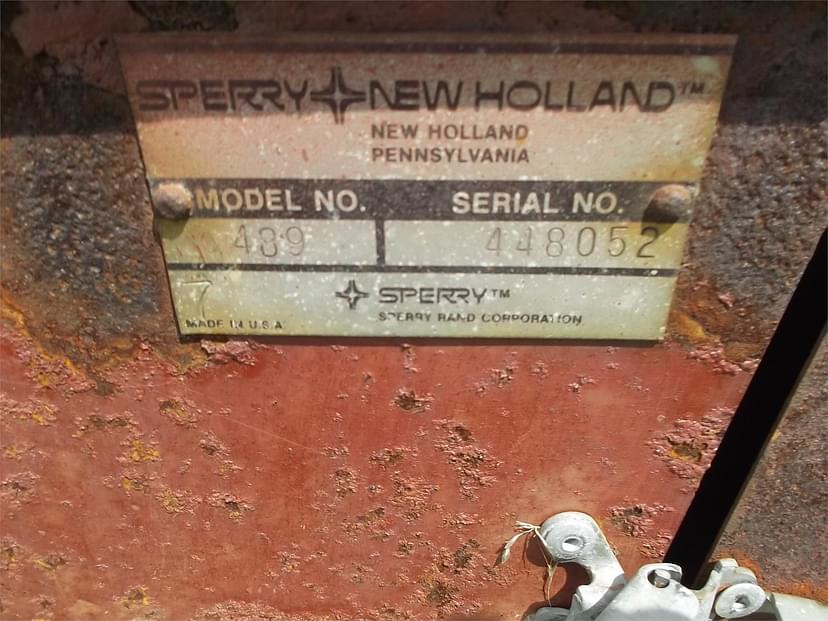 SPERRY NEW HOLLAND™
NEW HOLLAND
PENNSYLVANIA
MODEL NO. SERIAL NO.
489 448052
7 SPERRY™
MADE IN U.S.A SPERRY RAND CORPORATION